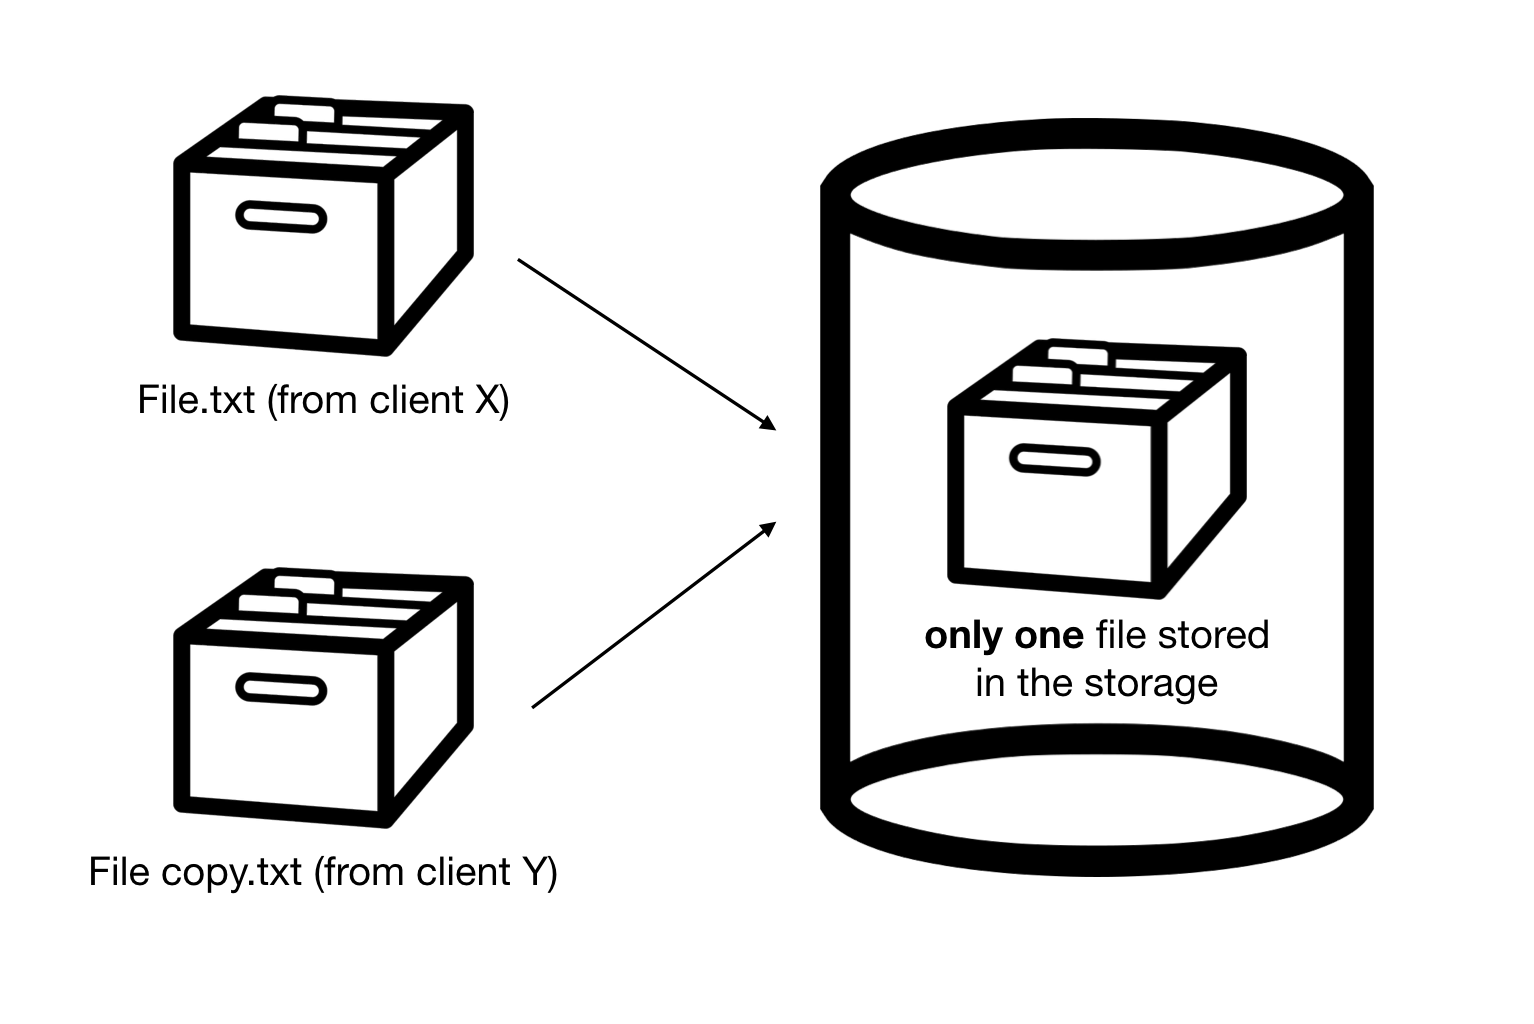 File.txt (from client X)
only one file stored
in the storage
File copy.txt (from client Y)